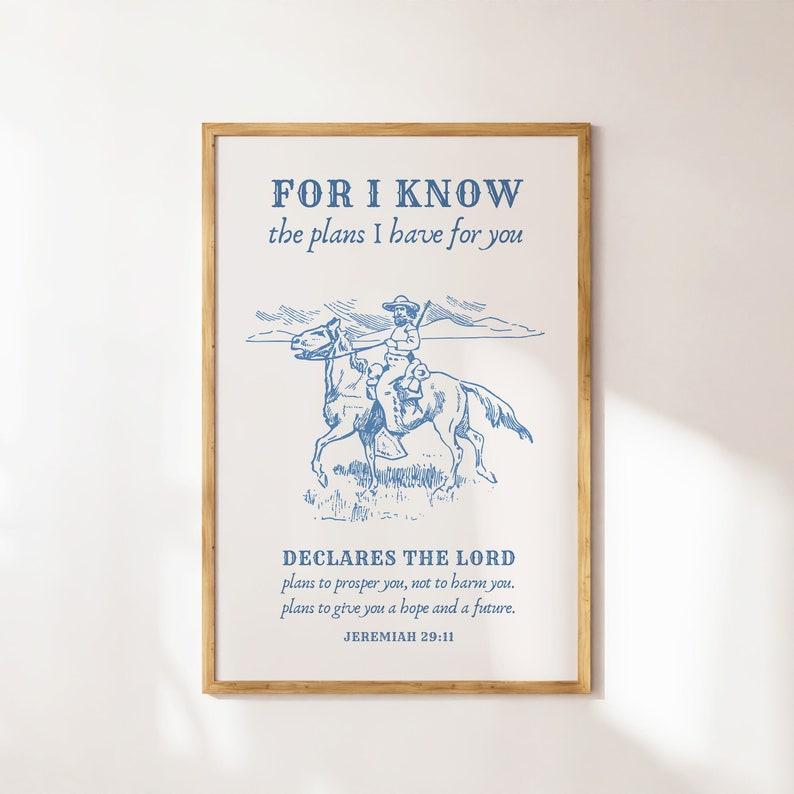 FOR I KNOW
the plans I have for you
DECLARES THE LORD
plans to prosper you, not to harm you.
plans to give you a hope and a future.
JEREMIAH 29:11